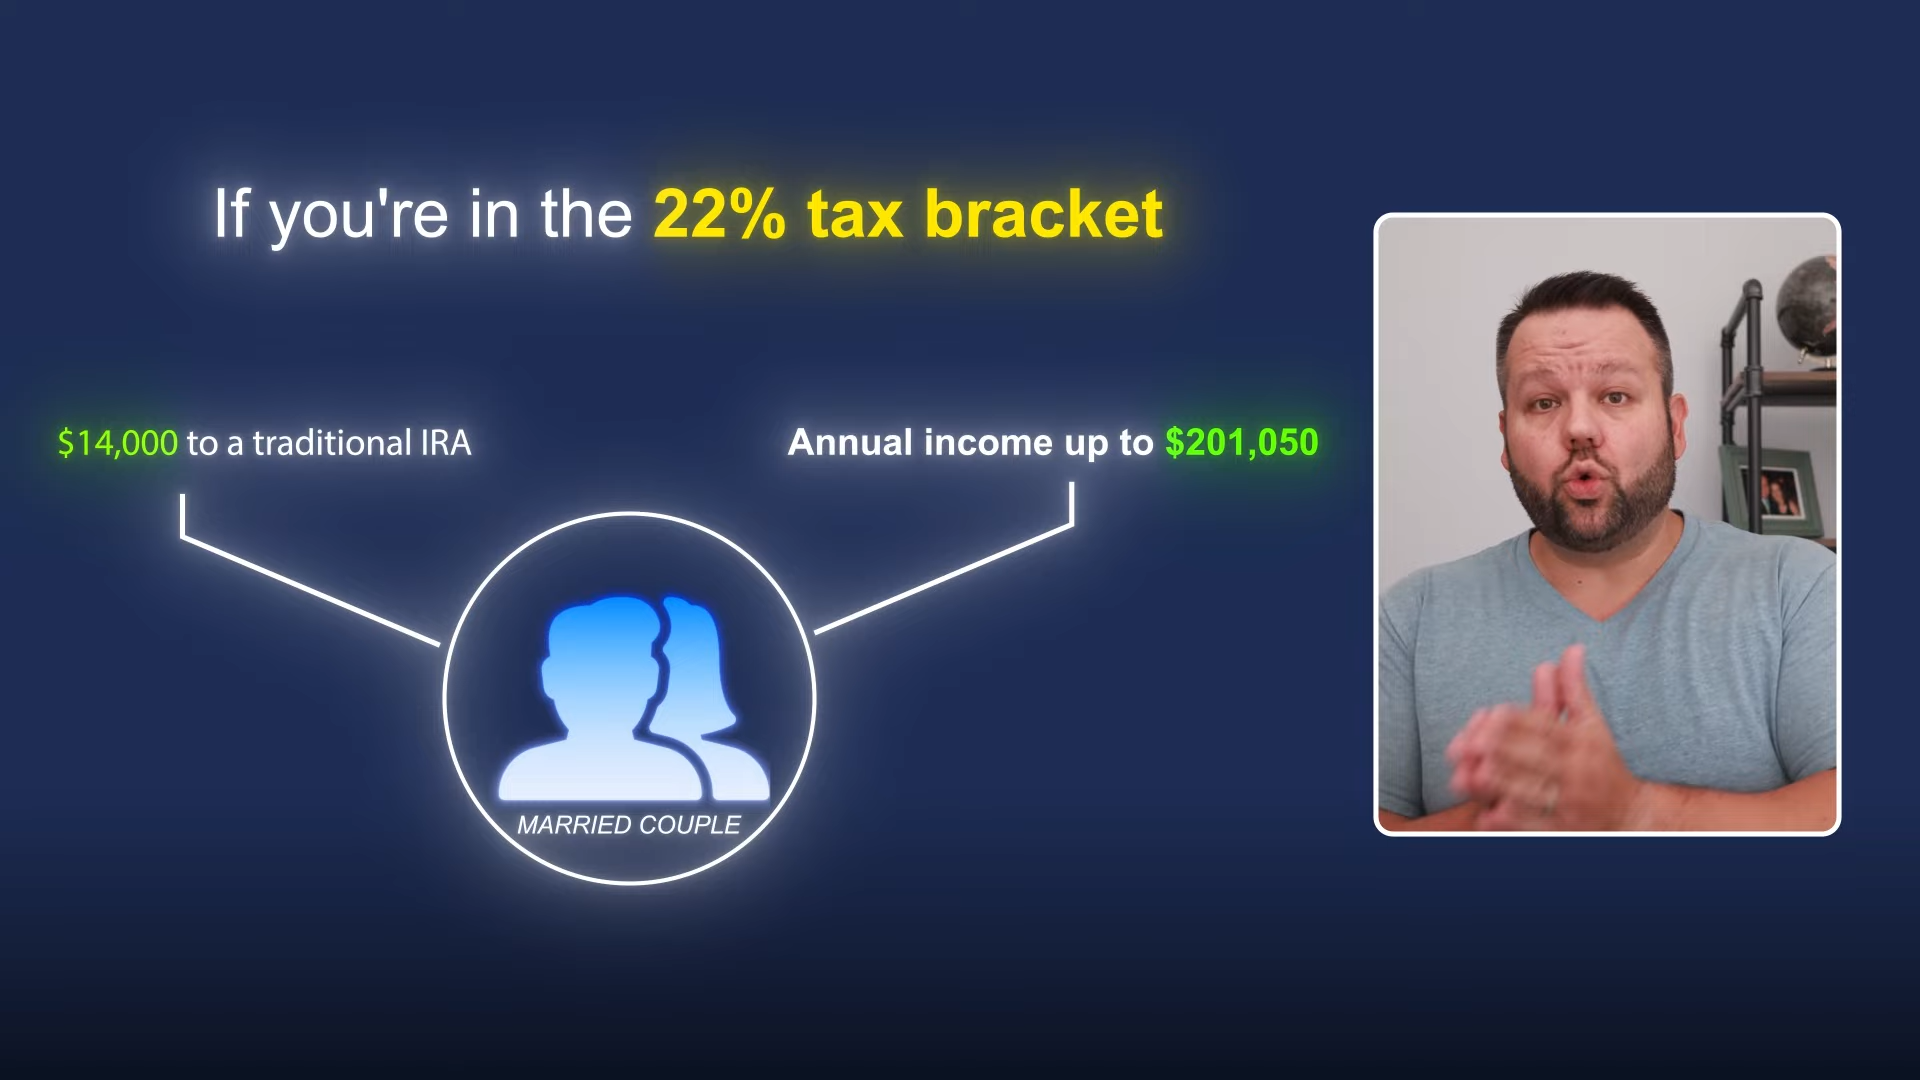 If you're in the 22% tax bracket
$14,000 to a traditional IRA
Annual income up to $201,050
MARRIED COUPLE